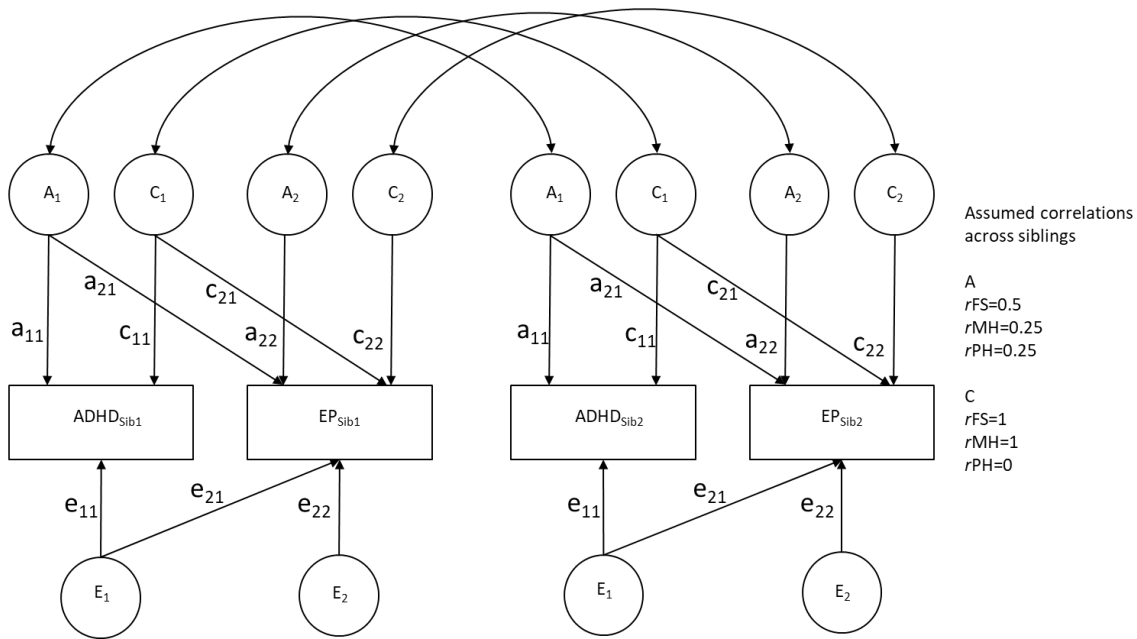 A1 C1 A2 C2 A1 C1 A2 C2
Assumed correlations
across siblings
a21 c21 a21 c21
A
rFS=0.5
a11 c11 a22 c22 a11 c11 a22 c22
rMH=0.25
rPH=0.25
C
ADHDSib1 EPSib1 ADHDSib2 EPSib2
rFS=1
rMH=1
rPH=0
e21 e21
e11 e22 e11 e22
E1 E2 E1 E2